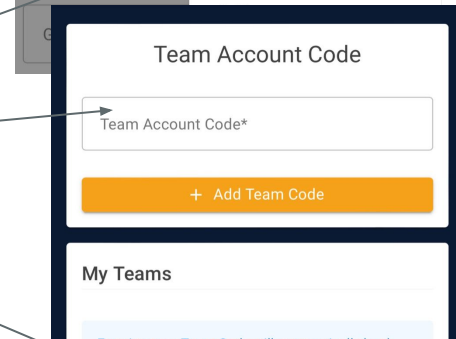 G
Team Account Code
Team Account Code*
+ Add Team Code
My Teams